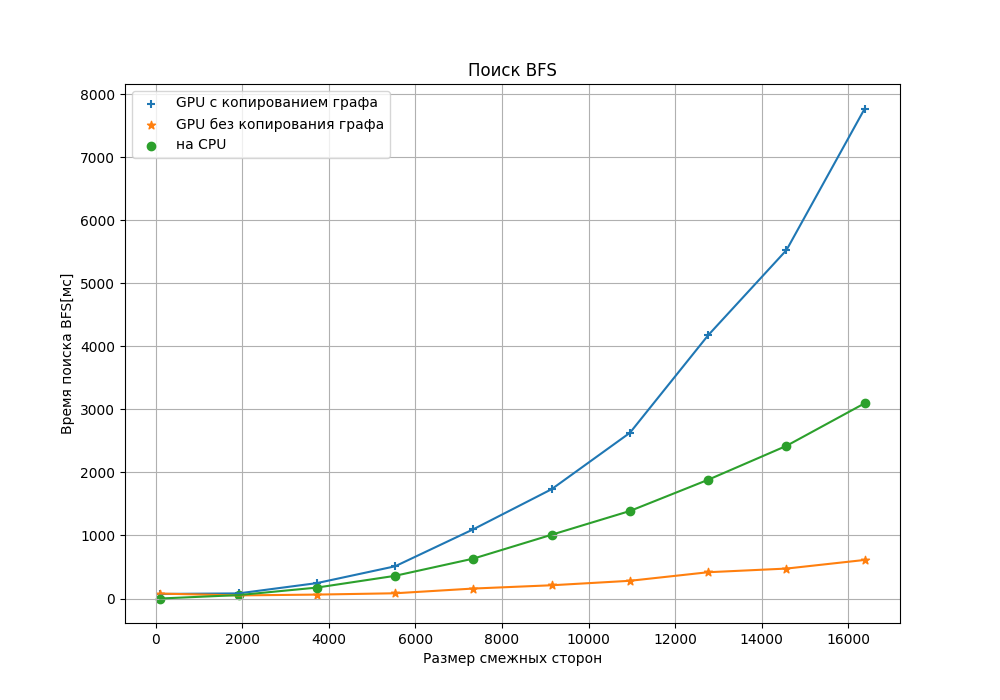 Поиск BFS
GPU с копированием графа
GPU без копирования графа
на CPU
Время поиска BFS[мс]
8000
7000
6000
5000
4000
3000
2000
1000
0
0 2000 4000 6000 8000 10000 12000 14000 16000
Размер смежных сторон